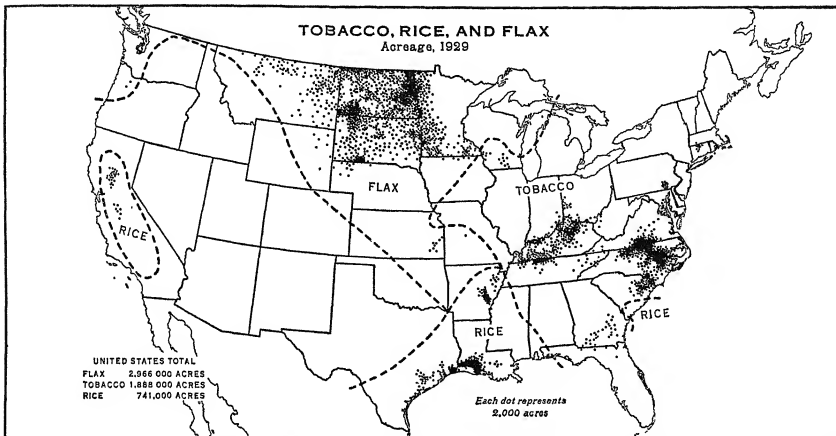 TOBACCO, RICE, AND FLAX
Acreage, 1929
FLAX
TOBACCO
RICE
RICE
RICE
UNITED STATES TOTAL
FLAX 2.966 000 ACRES
TOBACCO 1.888 000 ACRES
RICE 741,000 ACRES
Each dot represents
2,000 acres